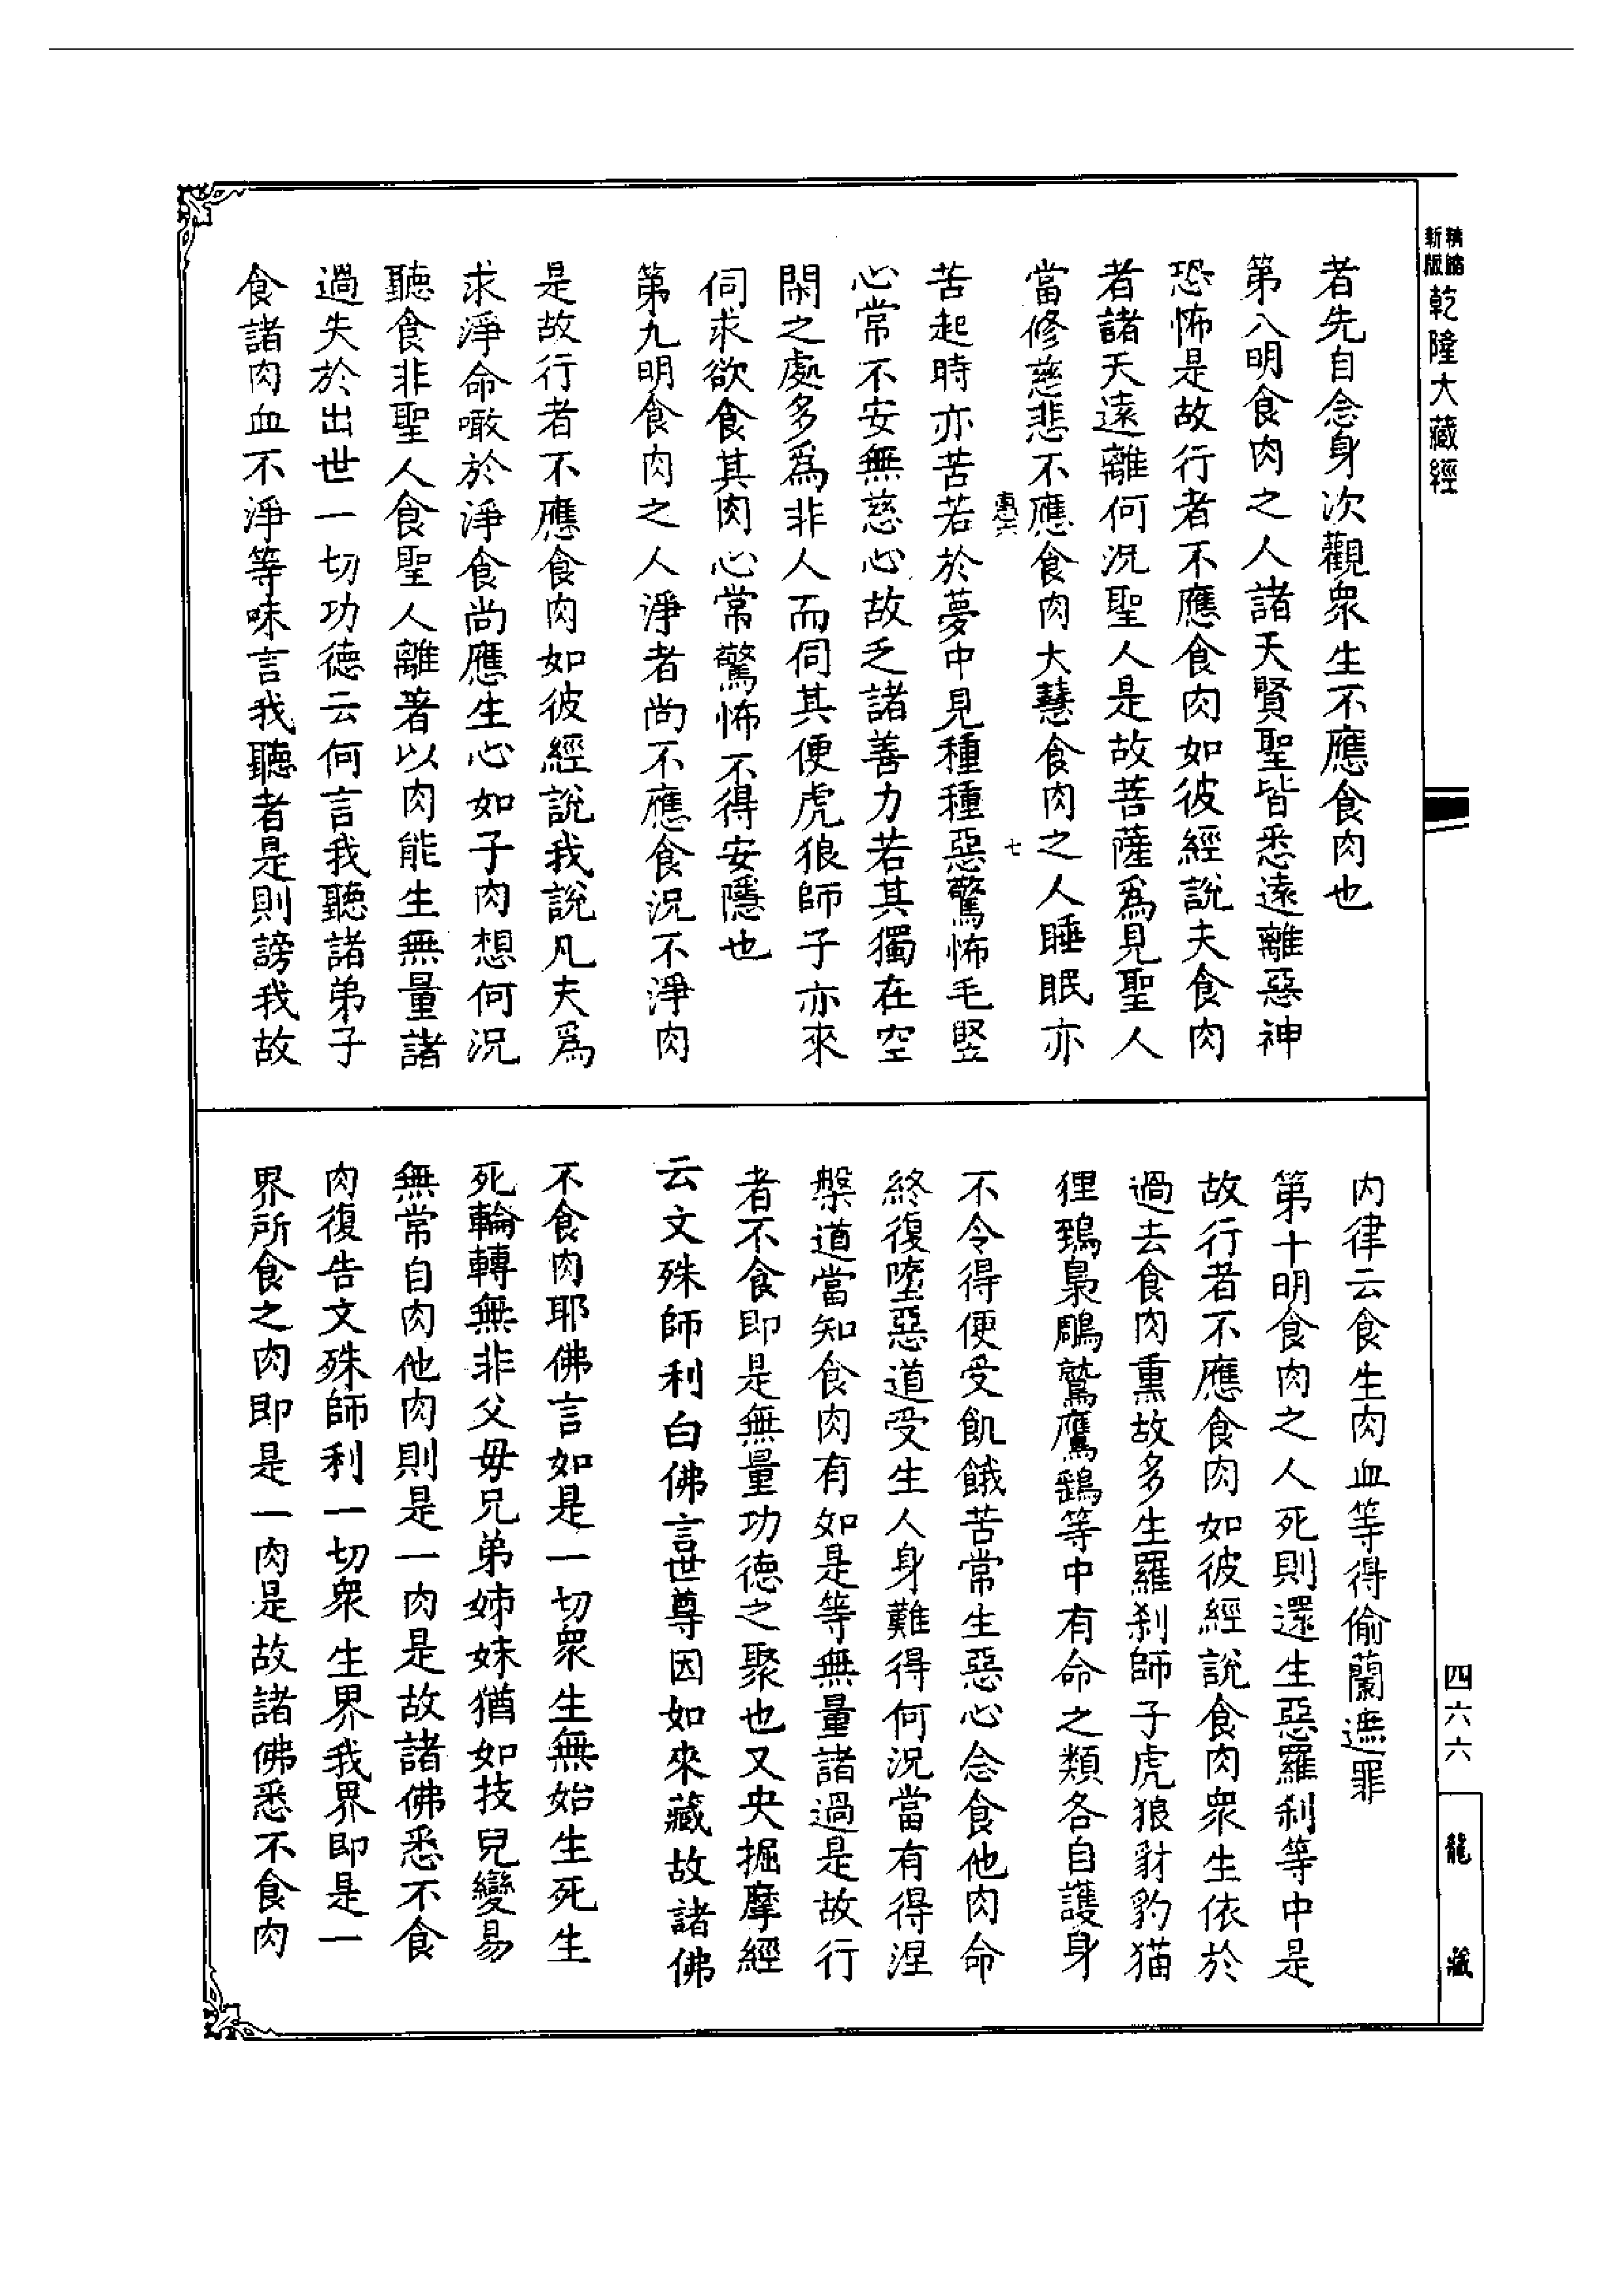 精縮新版
乾隆大藏經
者先自念身次觀衆生不應食肉也
第八明食肉之人諸天賢聖皆悉遠離惡神
恐怖是故行者不應食肉如彼經說夫食肉
者諸天遠離何況聖人是故菩薩爲見聖人
當修慈悲不應食肉大慧食肉之人睡眠亦
惠六
七
苦起時亦苦若於夢中見種種惡驚怖毛竪
心常不安無慈心故乏諸善力若其獨在空
閑之處多爲非人而伺其便虎狼師子亦來
伺求欲食其肉心常驚怖不得安隱也
第九明食肉之人淨者尚不應食況不淨肉
是故行者不應食肉如彼經說我說凡夫爲
求淨命噉於淨食尚應生心如子肉想何況
聽食非聖人食聖人離著以肉能生無量諸
過失於出世一切功德云何言我聽諸弟子
食諸肉血不淨等味言我聽者是則謗我故
內律云食生肉血等得偷蘭遮罪
第十明食肉之人死則還生惡羅刹等中是
故行者不應食肉如彼經說食肉衆生依於
過去食肉熏故多生羅刹師子虎狼豺豹猫
狸鵄梟鵰鷲鷹鷂等中有命之類各自護身
不令得便受飢餓苦常生惡心念食他肉命
終復墮惡道受生人身難得何況當有得涅
槃道當知食肉有如是等無量諸過是故行
者不食即是無量功德之聚也又央掘摩經
云文殊師利白佛言世尊因如來藏故諸佛
不食肉耶佛言如是一切衆生無始生死生
死輪轉無非父母兄弟姊妹猶如技兒變易
無常自肉他肉則是一肉是故諸佛悉不食
肉復告文殊師利一切衆生界我界即是一
界所食之肉即是一肉是故諸佛悉不食肉
四六六
龍藏